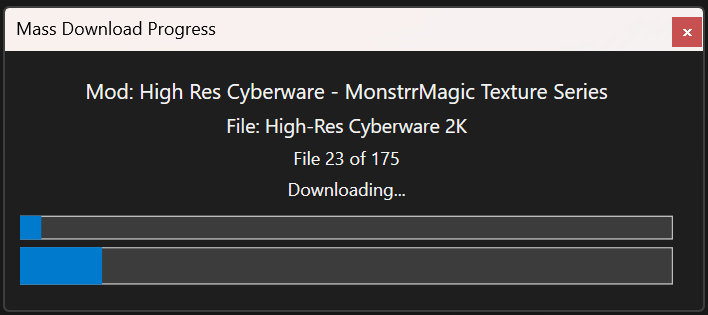 Mass Download Progress
Mod: High Res Cyberware - MonstrrMagic Texture Series
File: High-Res Cyberware 2K
File 23 of 175
Downloading...